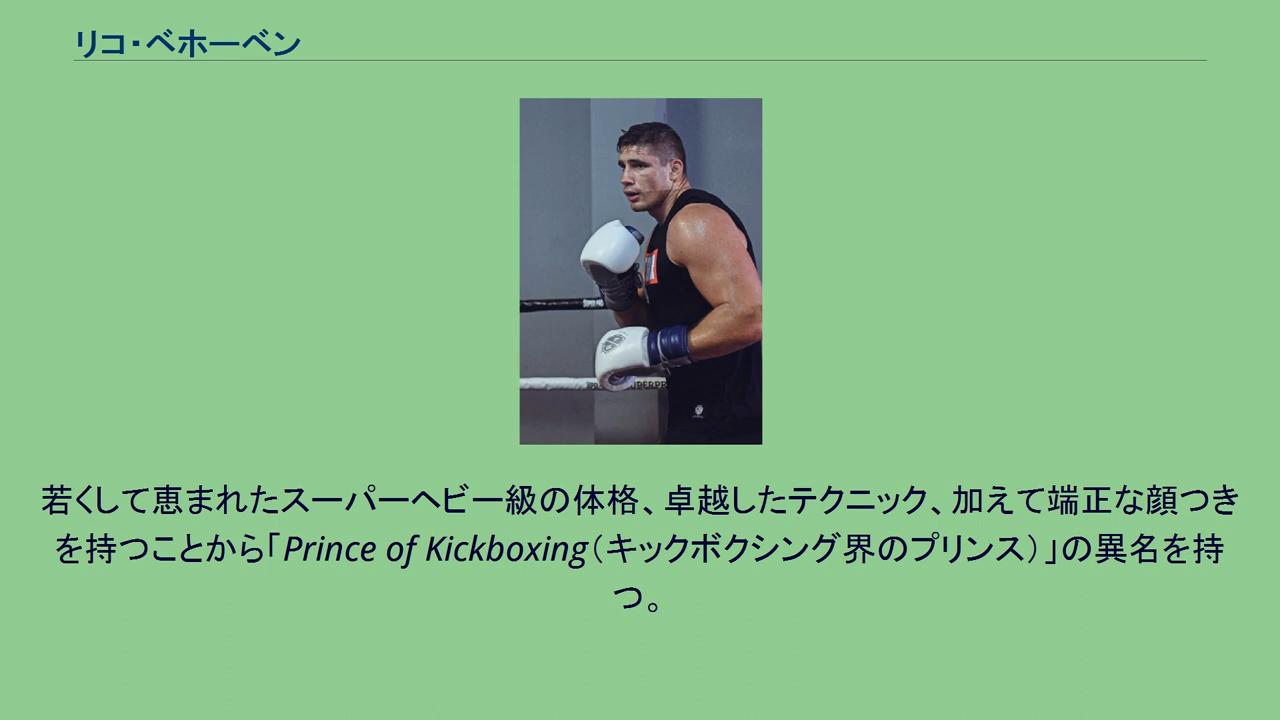 リコ・ベホーベン
SUPER PRO
若くして恵まれたスーパーヘビー級の体格、卓越したテクニック、加えて端正な顔つき
を持つことから「Prince of Kickboxing（キックボクシング界のプリンス）」の異名を持
つ。